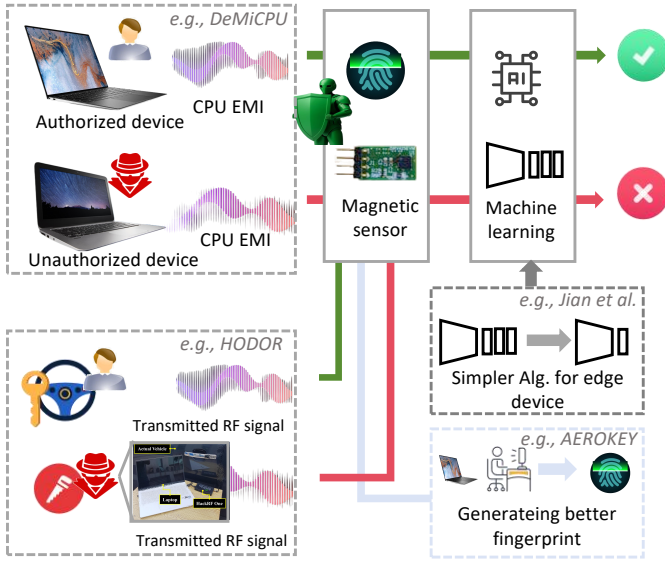 e.g., DeMiCPU
CPU EMI
Authorized device
CPU EMI
Unauthorized device
Magnetic
sensor
AI
Machine
learning
e.g., Jian et al.
Simpler Alg. for edge
device
e.g., HODOR
Transmitted RF signal
Actual Vehicle
Laptop
HackRF One
Transmitted RF signal
e.g., AEROKEY
Generateing better
fingerprint